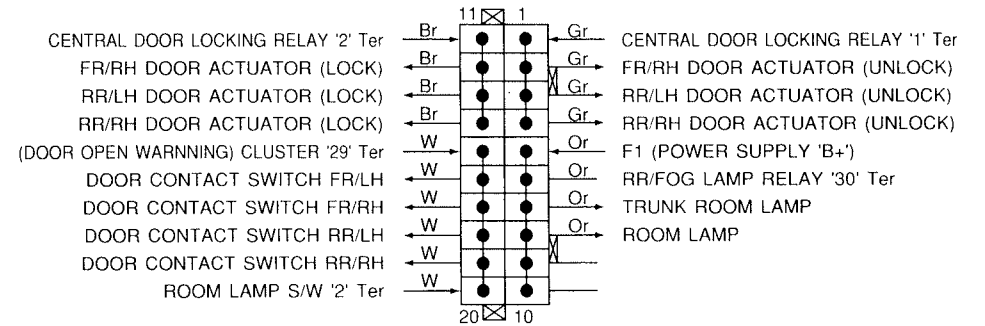 11 1
CENTRAL DOOR LOCKING RELAY '2' Ter Br Gr CENTRAL DOOR LOCKING RELAY '1' Ter
FR/RH DOOR ACTUATOR (LOCK) Br Gr FR/RH DOOR ACTUATOR (UNLOCK)
RR/LH DOOR ACTUATOR (LOCK) Br Gr RR/LH DOOR ACTUATOR (UNLOCK)
RR/RH DOOR ACTUATOR (LOCK) Br Gr RR/RH DOOR ACTUATOR (UNLOCK)
(DOOR OPEN WARNNING) CLUSTER '29' Ter W Or F1 (POWER SUPPLY 'B+')
DOOR CONTACT SWITCH FR/LH W Or RR/FOG LAMP RELAY '30' Ter
DOOR CONTACT SWITCH FR/RH W Or TRUNK ROOM LAMP
DOOR CONTACT SWITCH RR/LH W Or ROOM LAMP
DOOR CONTACT SWITCH RR/RH W
ROOM LAMP S/W '2' Ter W
20 10